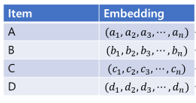 Item Embedding
A (a₁, a₂, a₃, ⋯, aₙ)
B (b₁, b₂, b₃, ⋯, bₙ)
C (c₁, c₂, c₃, ⋯, cₙ)
D (d₁, d₂, d₃, ⋯, dₙ)